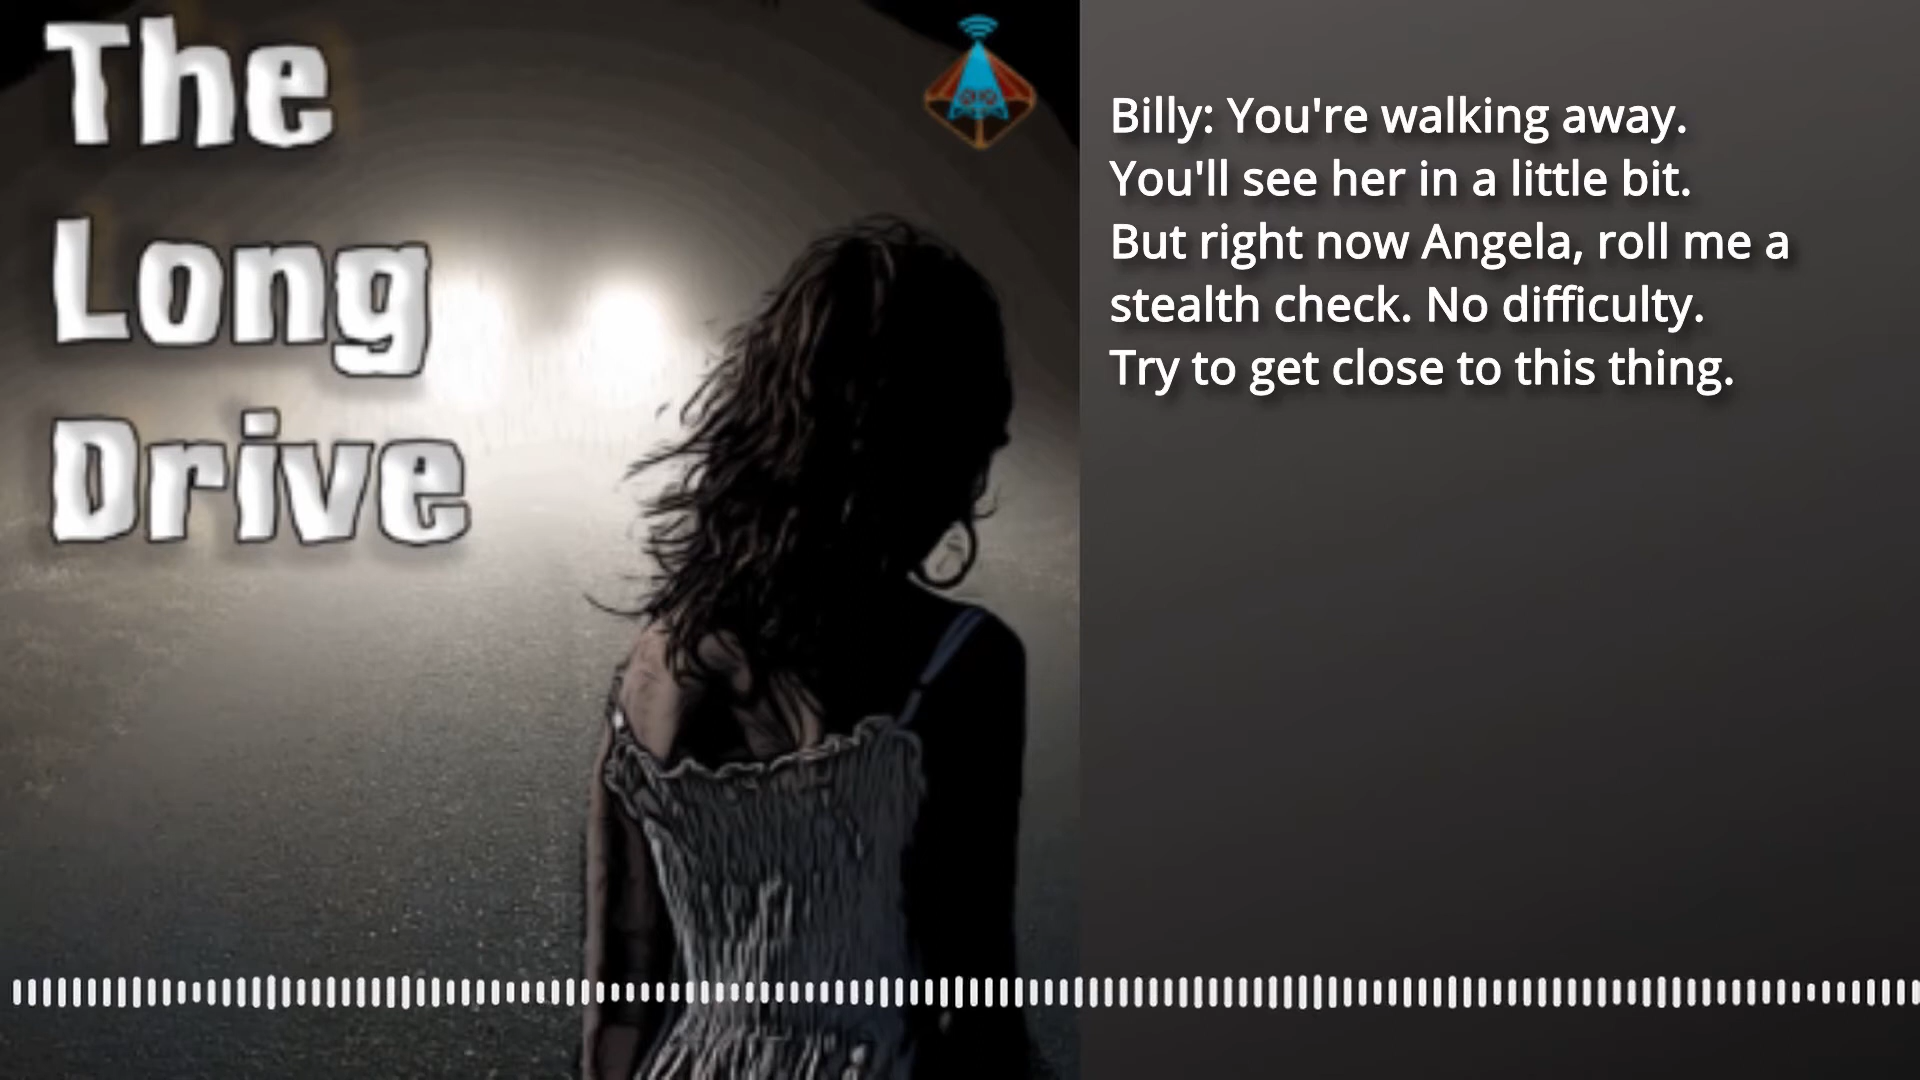 The
Long
Drive
Billy: You're walking away.
You'll see her in a little bit.
But right now Angela, roll me a
stealth check. No difficulty.
Try to get close to this thing.